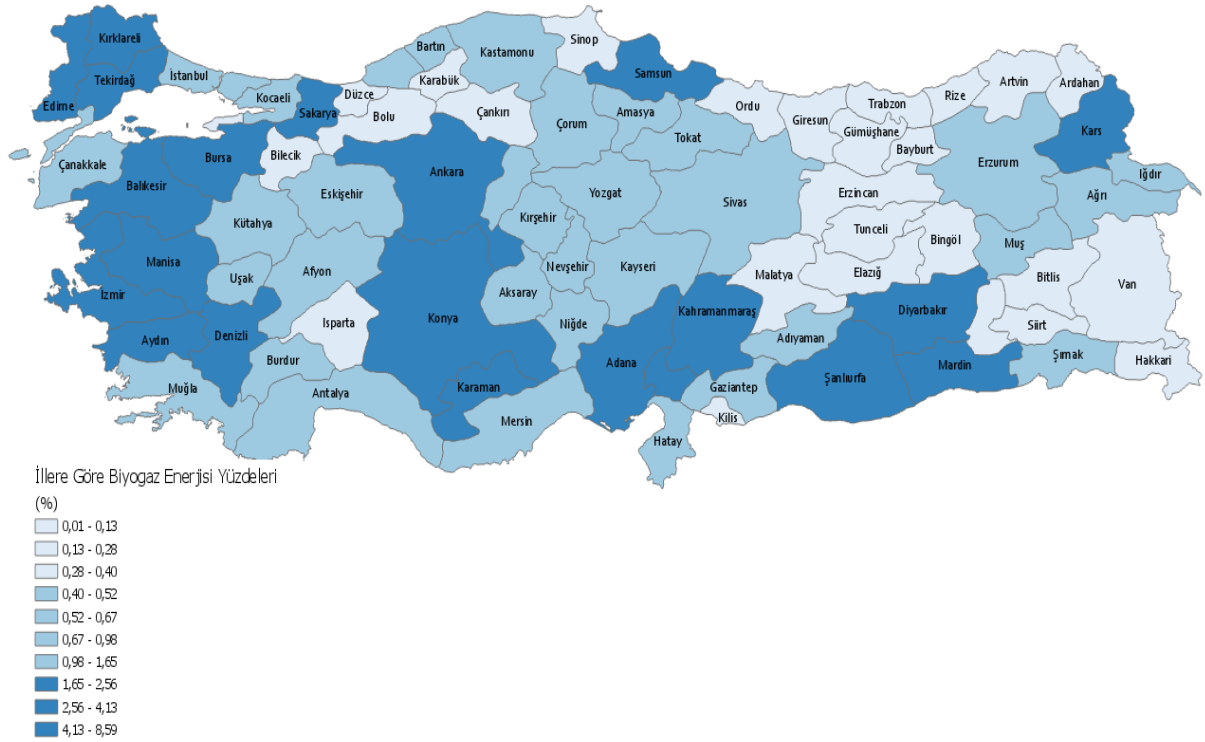 Kırklareli
Tekirdağ
Edirne
İstanbul
Kocaeli
Sakarya
Düzce
Bolu
Bartın
Karabük
Kastamonu
Çankırı
Sinop
Samsun
Çorum
Amasya
Tokat
Ordu
Giresun
Trabzon
Gümüşhane
Bayburt
Rize
Artvin
Ardahan
Kars
Iğdır
Ağrı
Erzurum
Çanakkale
Balıkesir
Bursa
Bilecik
Eskişehir
Kütahya
Ankara
Kırşehir
Yozgat
Sivas
Erzincan
Tunceli
Bingöl
Muş
Bitlis
Van
Manisa
Uşak
Afyon
İzmir
Aydın
Denizli
Isparta
Konya
Aksaray
Nevşehir
Kayseri
Niğde
Malatya
Elazığ
Diyarbakır
Siirt
Şırnak
Hakkari
Mardin
Şanlıurfa
Adıyaman
Kahramanmaraş
Gaziantep
Kilis
Adana
Hatay
Mersin
Karaman
Antalya
Burdur
Muğla
İllere Göre Biyogaz Enerjisi Yüzdeleri
(%)
0,01 - 0,13
0,13 - 0,28
0,28 - 0,40
0,40 - 0,52
0,52 - 0,67
0,67 - 0,98
0,98 - 1,65
1,65 - 2,56
2,56 - 4,13
4,13 - 8,59